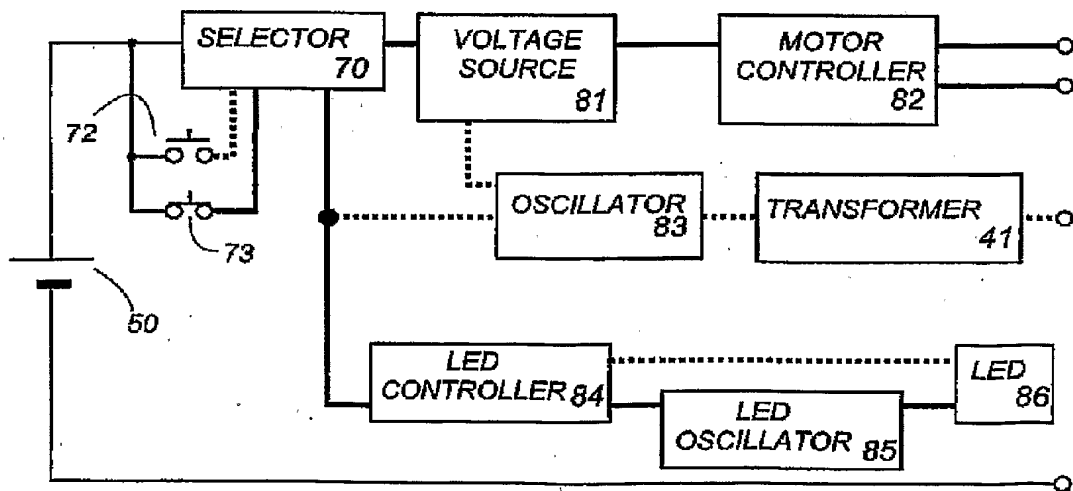 SELECTOR
70
VOLTAGE
SOURCE
81
MOTOR
CONTROLLER
82
72
73
50
OSCILLATOR
83
TRANSFORMER
41
LED
CONTROLLER 84
LED
OSCILLATOR 85
LED
86